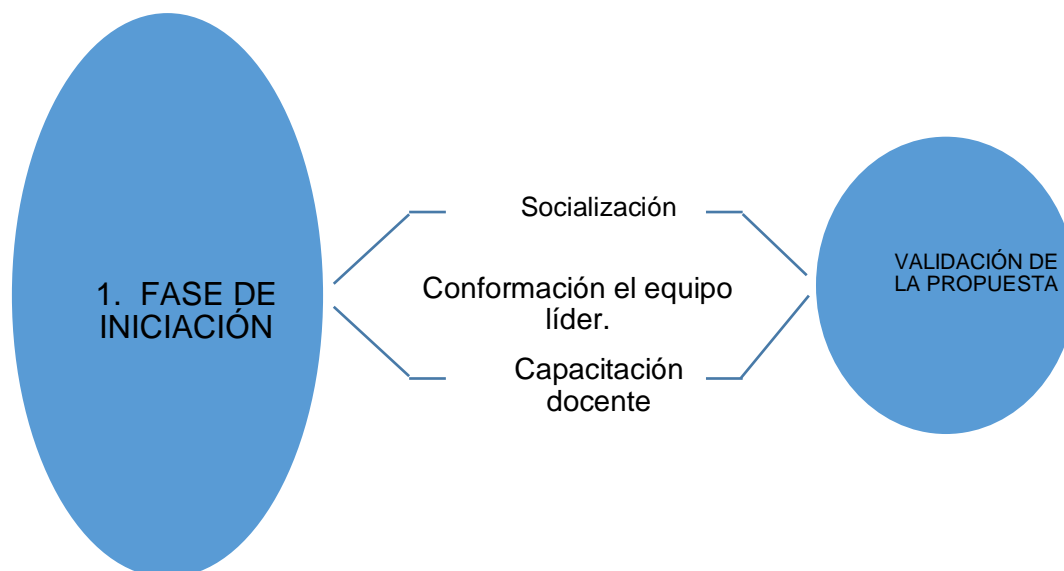 1. FASE DE
INICIACIÓN
Socialización
Conformación el equipo
líder.
Capacitación
docente
VALIDACIÓN DE
LA PROPUESTA